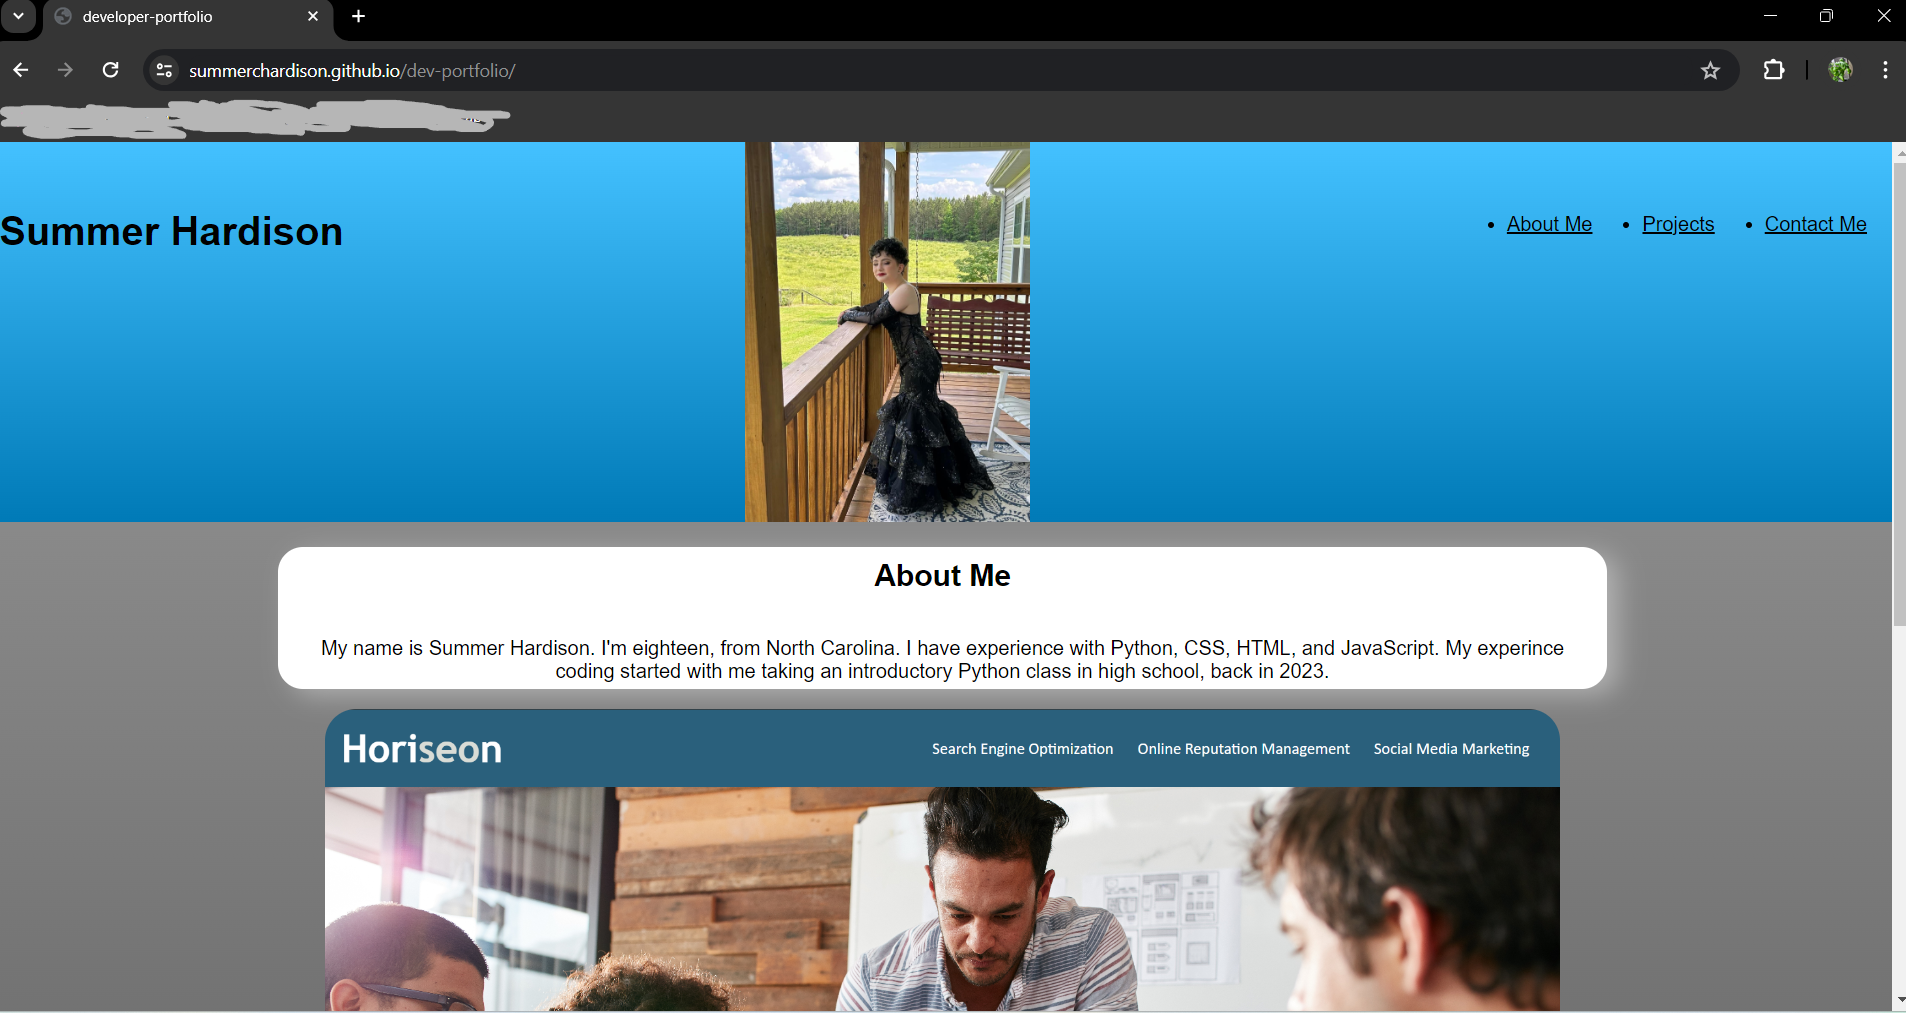 developer-portfolio
summerchardison.github.io/dev-portfolio/
Summer Hardison
• About Me • Projects • Contact Me
About Me
My name is Summer Hardison. I'm eighteen, from North Carolina. I have experience with Python, CSS, HTML, and JavaScript. My experince
coding started with me taking an introductory Python class in high school, back in 2023.
Horiseon
Search Engine Optimization Online Reputation Management Social Media Marketing